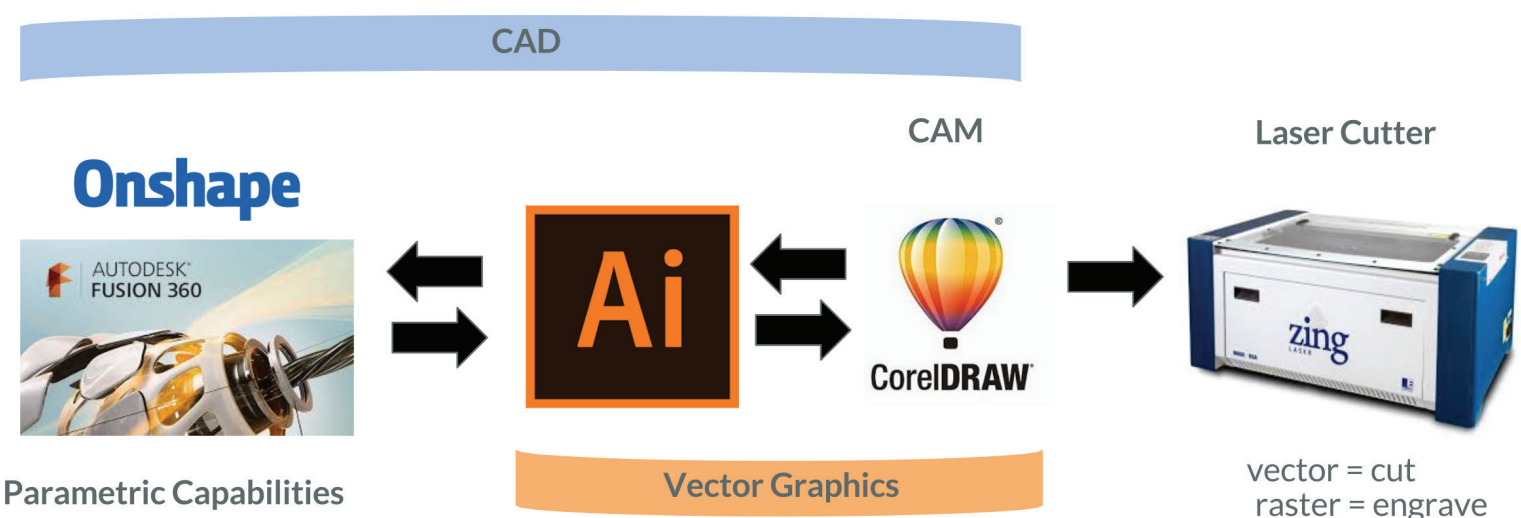 CAD
CAM
Laser Cutter
Onshape
AUTODESK®
FUSION 360
Ai
®
CorelDRAW®
zing
LASER
Parametric Capabilities
Vector Graphics
vector = cut
raster = engrave